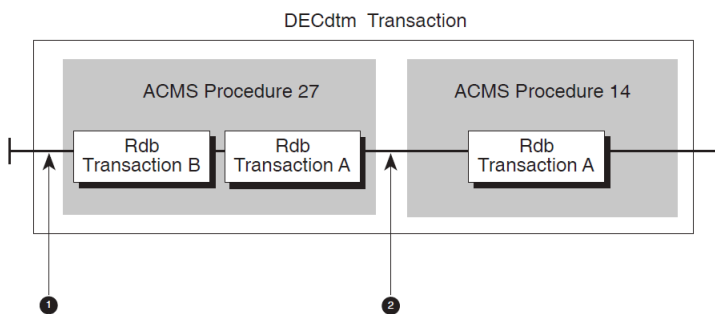 DECdtm Transaction
ACMS Procedure 27
ACMS Procedure 14
Rdb
Transaction B
Rdb
Transaction A
Rdb
Transaction A
1
2